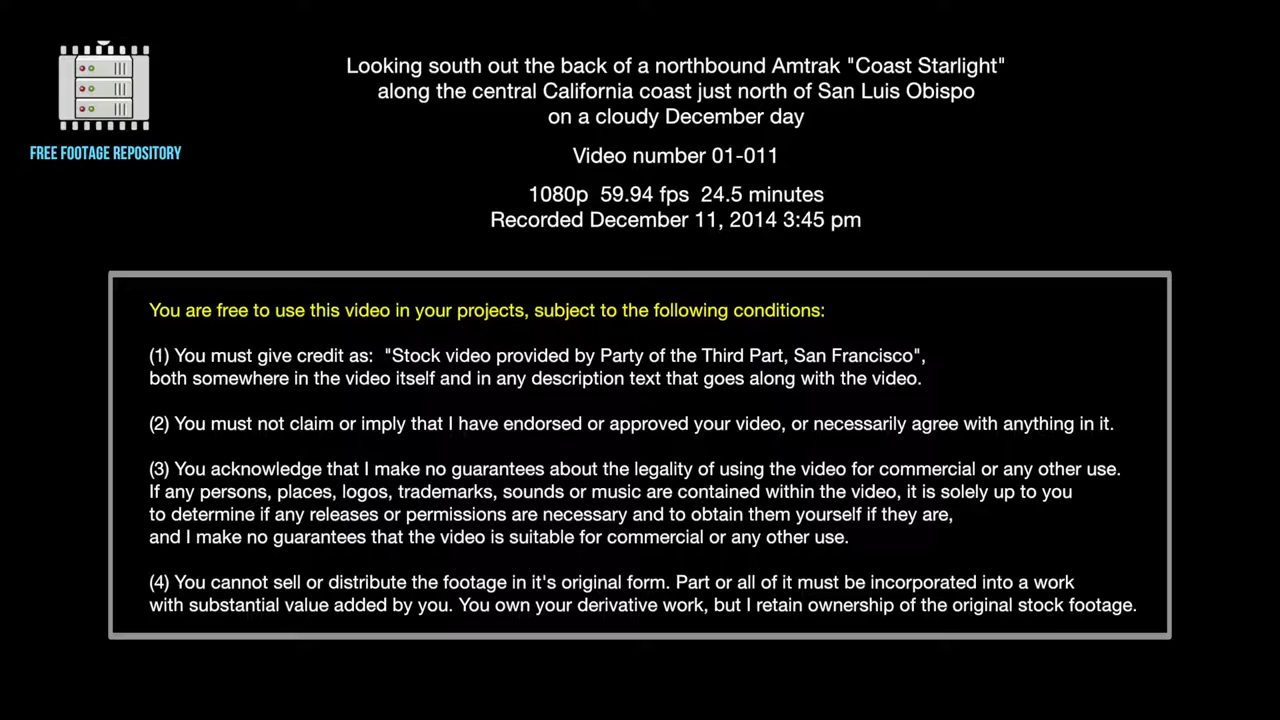 FREE FOOTAGE REPOSITORY
Looking south out the back of a northbound Amtrak "Coast Starlight"
along the central California coast just north of San Luis Obispo
on a cloudy December day
Video number 01-011
1080p 59.94 fps 24.5 minutes
Recorded December 11, 2014 3:45 pm
You are free to use this video in your projects, subject to the following conditions:
(1) You must give credit as: "Stock video provided by Party of the Third Part, San Francisco",
both somewhere in the video itself and in any description text that goes along with the video.
(2) You must not claim or imply that I have endorsed or approved your video, or necessarily agree with anything in it.
(3) You acknowledge that I make no guarantees about the legality of using the video for commercial or any other use.
If any persons, places, logos, trademarks, sounds or music are contained within the video, it is solely up to you
to determine if any releases or permissions are necessary and to obtain them yourself if they are,
and I make no guarantees that the video is suitable for commercial or any other use.
(4) You cannot sell or distribute the footage in it's original form. Part or all of it must be incorporated into a work
with substantial value added by you. You own your derivative work, but I retain ownership of the original stock footage.